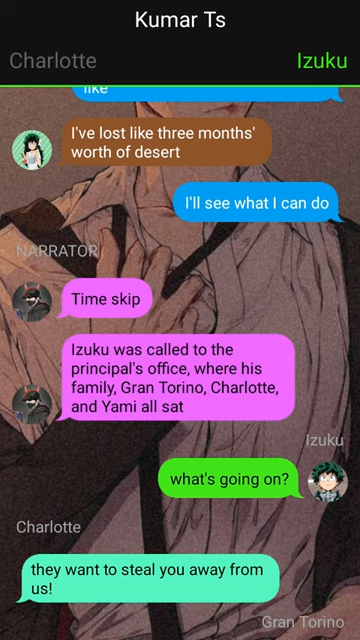 Kumar Ts
Charlotte
Izuku
like
I've lost like three months'
worth of desert
I'll see what I can do
NARRATOR
Time skip
Izuku was called to the
principal's office, where his
family, Gran Torino, Charlotte,
and Yami all sat
Izuku
what's going on?
Charlotte
they want to steal you away from
us!
Gran Torino